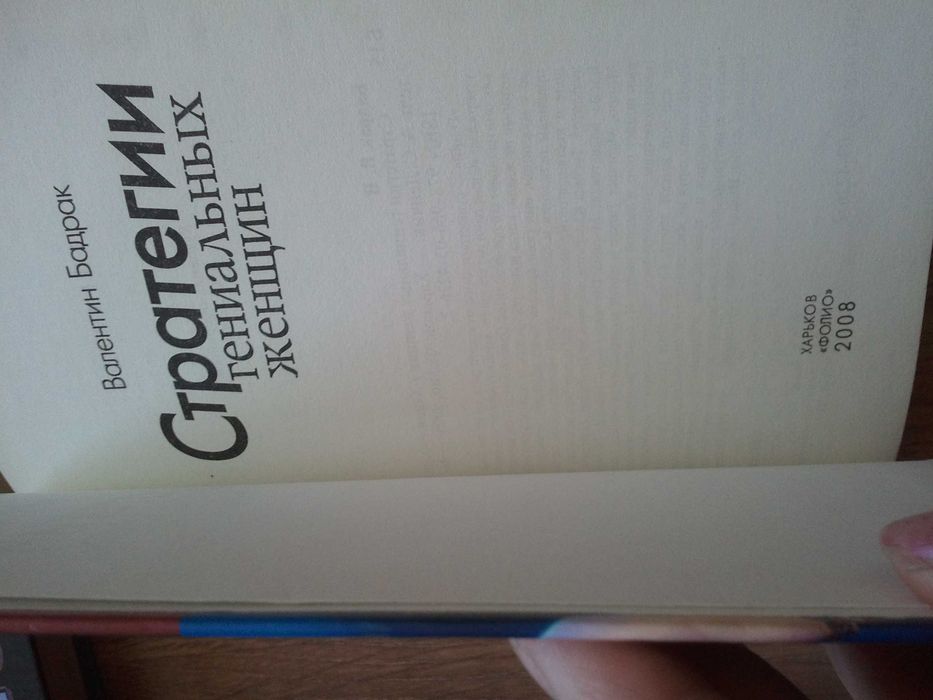 Валентин Бадрак
Стратегии
гениальных
женщин
ХАРЬКОВ
«ФОЛИО»
2008